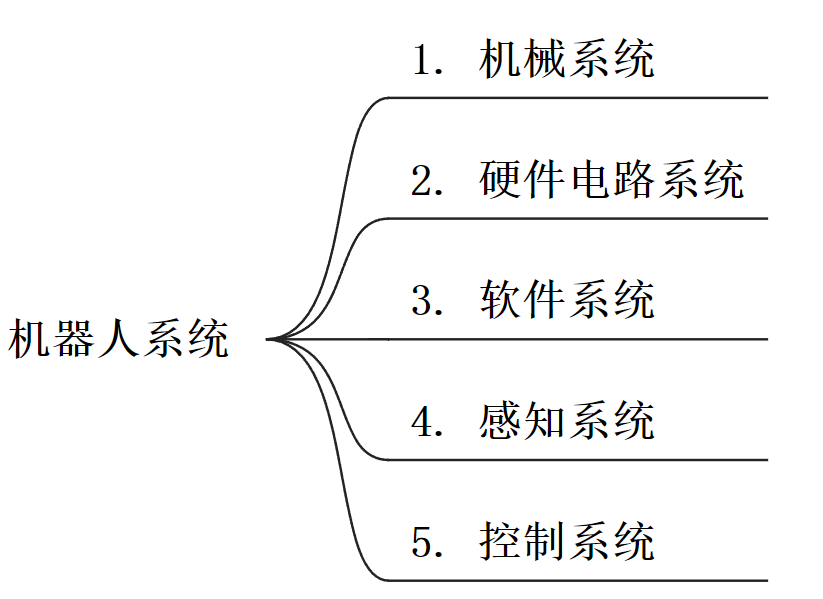 1. 机械系统
2. 硬件电路系统
3. 软件系统
机器人系统
4. 感知系统
5. 控制系统